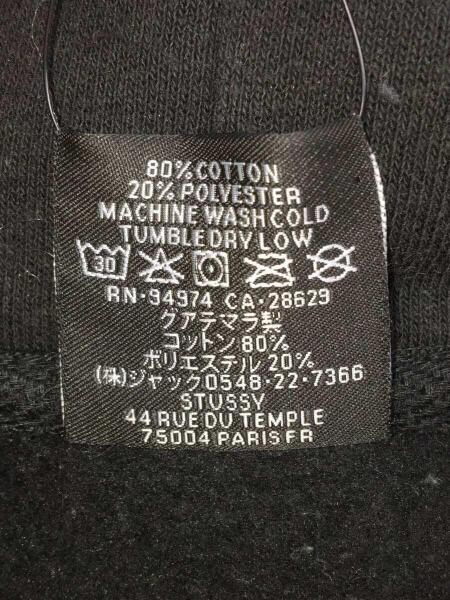 80% COTTON
20% POLYESTER
MACHINE WASH COLD
TUMBLE DRY LOW
30
RN-94974 CA-28629
グアテマラ製
コットン 80%
ポリエステル 20%
(株)ジャック0548-22-7366
STUSSY
44 RUE DU TEMPLE
75004 PARIS FR